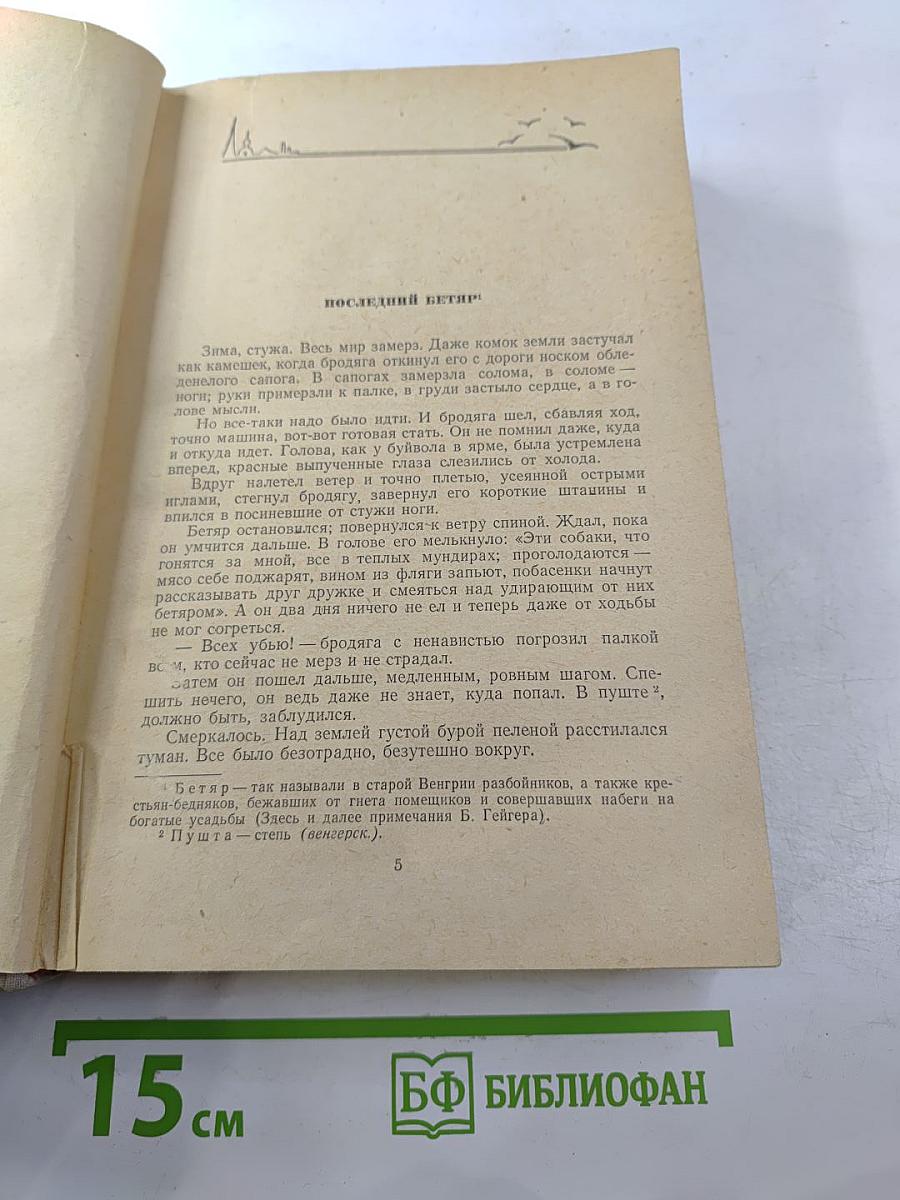 ПОСЛЕДНИЙ БЕТЯР¹
Зима, стужа. Весь мир замерз. Даже комок земли застучал
как камешек, когда бродяга откинул его с дороги носком обле-
денелого сапога. В сапогах замерзла солома, в соломе —
ноги; руки примерзли к палке, в груди застыло сердце, а в го-
лове мысли.
Но все-таки надо было идти. И бродяга шел, сбавляя ход,
точно машина, вот-вот готовая стать. Он не помнил даже, куда
и откуда идет. Голова, как у буйвола в ярме, была устремлена
вперед, красные выпученные глаза слезились от холода.
Вдруг налетел ветер и точно плетью, усеянной острыми
иглами, стегнул бродягу, завернул его короткие штанины и
впился в посиневшие от стужи ноги.
Бетяр остановился; повернулся к ветру спиной. Ждал, пока
он умчится дальше. В голове его мелькнуло: «Эти собаки, что
гонятся за мной, все в теплых мундирах; проголодаются —
мясо себе поджарят, вином из фляги запьют, побасенки начнут
рассказывать друг дружке и смеяться над удирающим от них
бетяром». А он два дня ничего не ел и теперь даже от ходьбы
не мог согреться.
— Всех убью! — бродяга с ненавистью погрозил палкой
всем, кто сейчас не мерз и не страдал.
Затем он пошел дальше, медленным, ровным шагом. Спе-
шить нечего, он ведь даже не знает, куда попал. В пуште ²,
должно быть, заблудился.
Смеркалось. Над землей густой бурой пеленой расстилался
туман. Все было безотрадно, безутешно вокруг.
¹ Бетяр — так называли в старой Венгрии разбойников, а также кре-
стьян-бедняков, бежавших от гнета помещиков и совершавших набеги на
богатые усадьбы (Здесь и далее примечания Б. Гейгера).
² Пушта — степь (венгерск.).
5
15 см
БФ БИБЛИОФАН